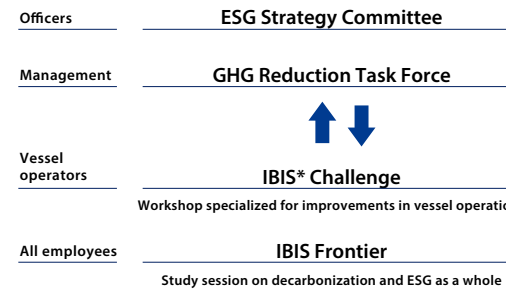 Officers ESG Strategy Committee
Management GHG Reduction Task Force
Vessel
operators IBIS* Challenge
Workshop specialized for improvements in vessel
All employees IBIS Frontier
Study session on decarbonization and ESG as a whole